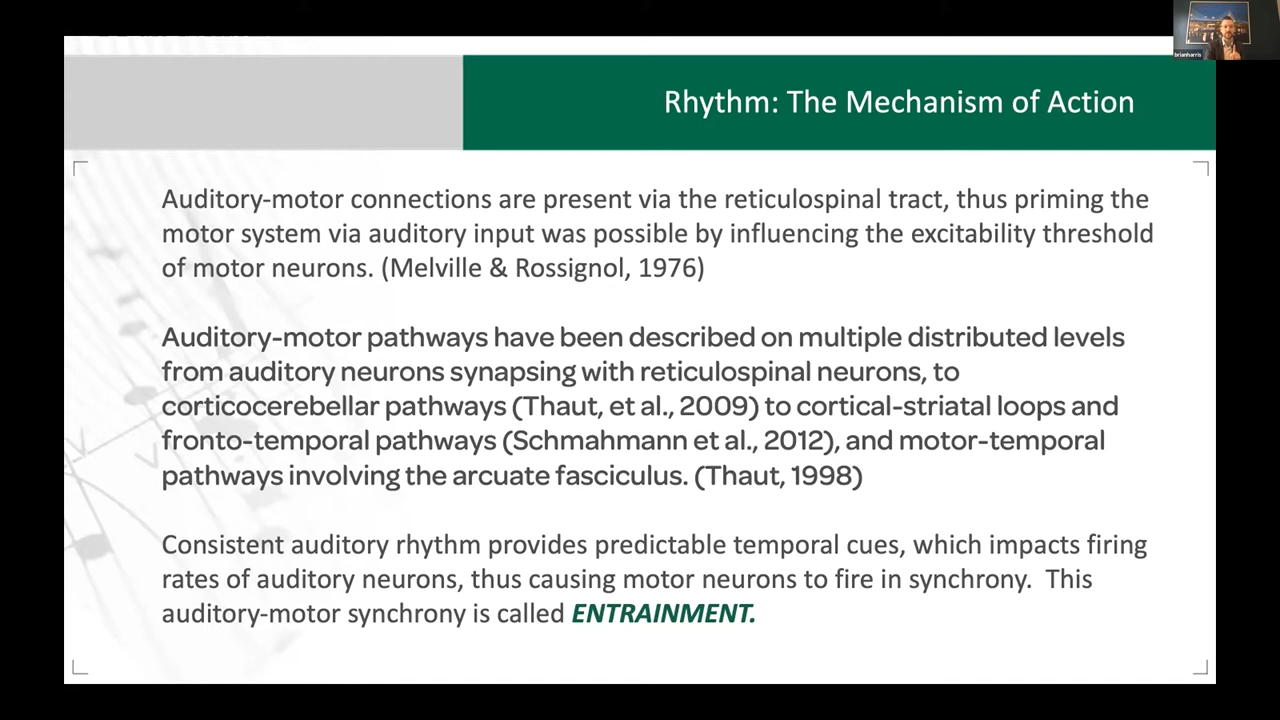 brianharris
Rhythm: The Mechanism of Action
Auditory-motor connections are present via the reticulospinal tract, thus priming the
motor system via auditory input was possible by influencing the excitability threshold
of motor neurons. (Melville & Rossignol, 1976)
Auditory-motor pathways have been described on multiple distributed levels
from auditory neurons synapsing with reticulospinal neurons, to
corticocerebellar pathways (Thaut, et al., 2009) to cortical-striatal loops and
fronto-temporal pathways (Schmahmann et al., 2012), and motor-temporal
pathways involving the arcuate fasciculus. (Thaut, 1998)
Consistent auditory rhythm provides predictable temporal cues, which impacts firing
rates of auditory neurons, thus causing motor neurons to fire in synchrony.  This
auditory-motor synchrony is called ENTRAINMENT.